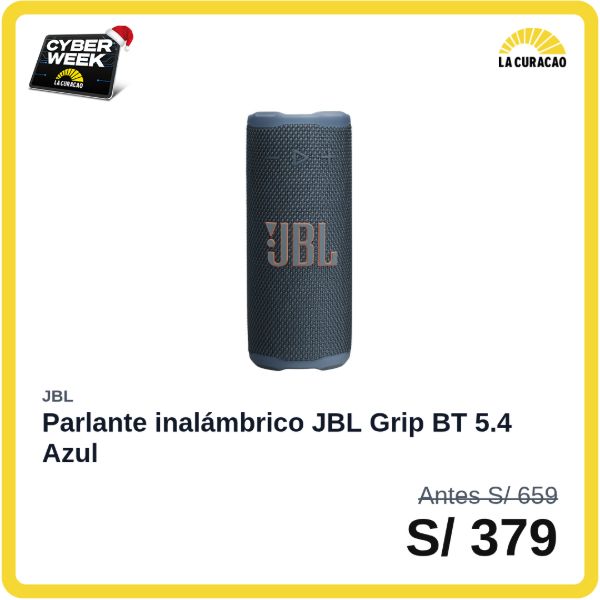 CYBER
WEEK
LA CURACAO
LA CURACAO
JBL
JBL
Parlante inalámbrico JBL Grip BT 5.4
Azul
Antes S/ 659
S/ 379